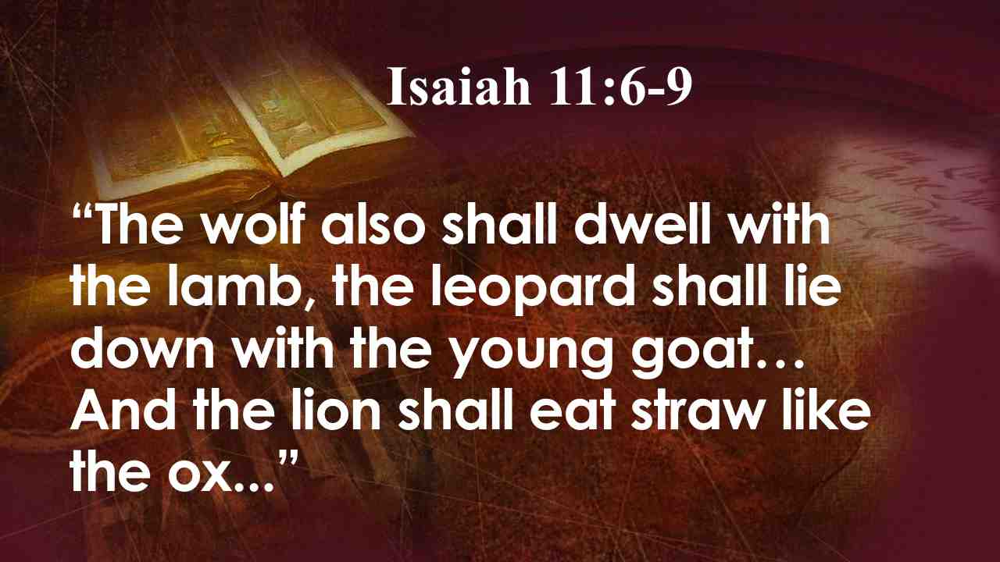 Isaiah 11:6-9
“The wolf also shall dwell with
the lamb, the leopard shall lie
down with the young goat…
And the lion shall eat straw like
the ox...”